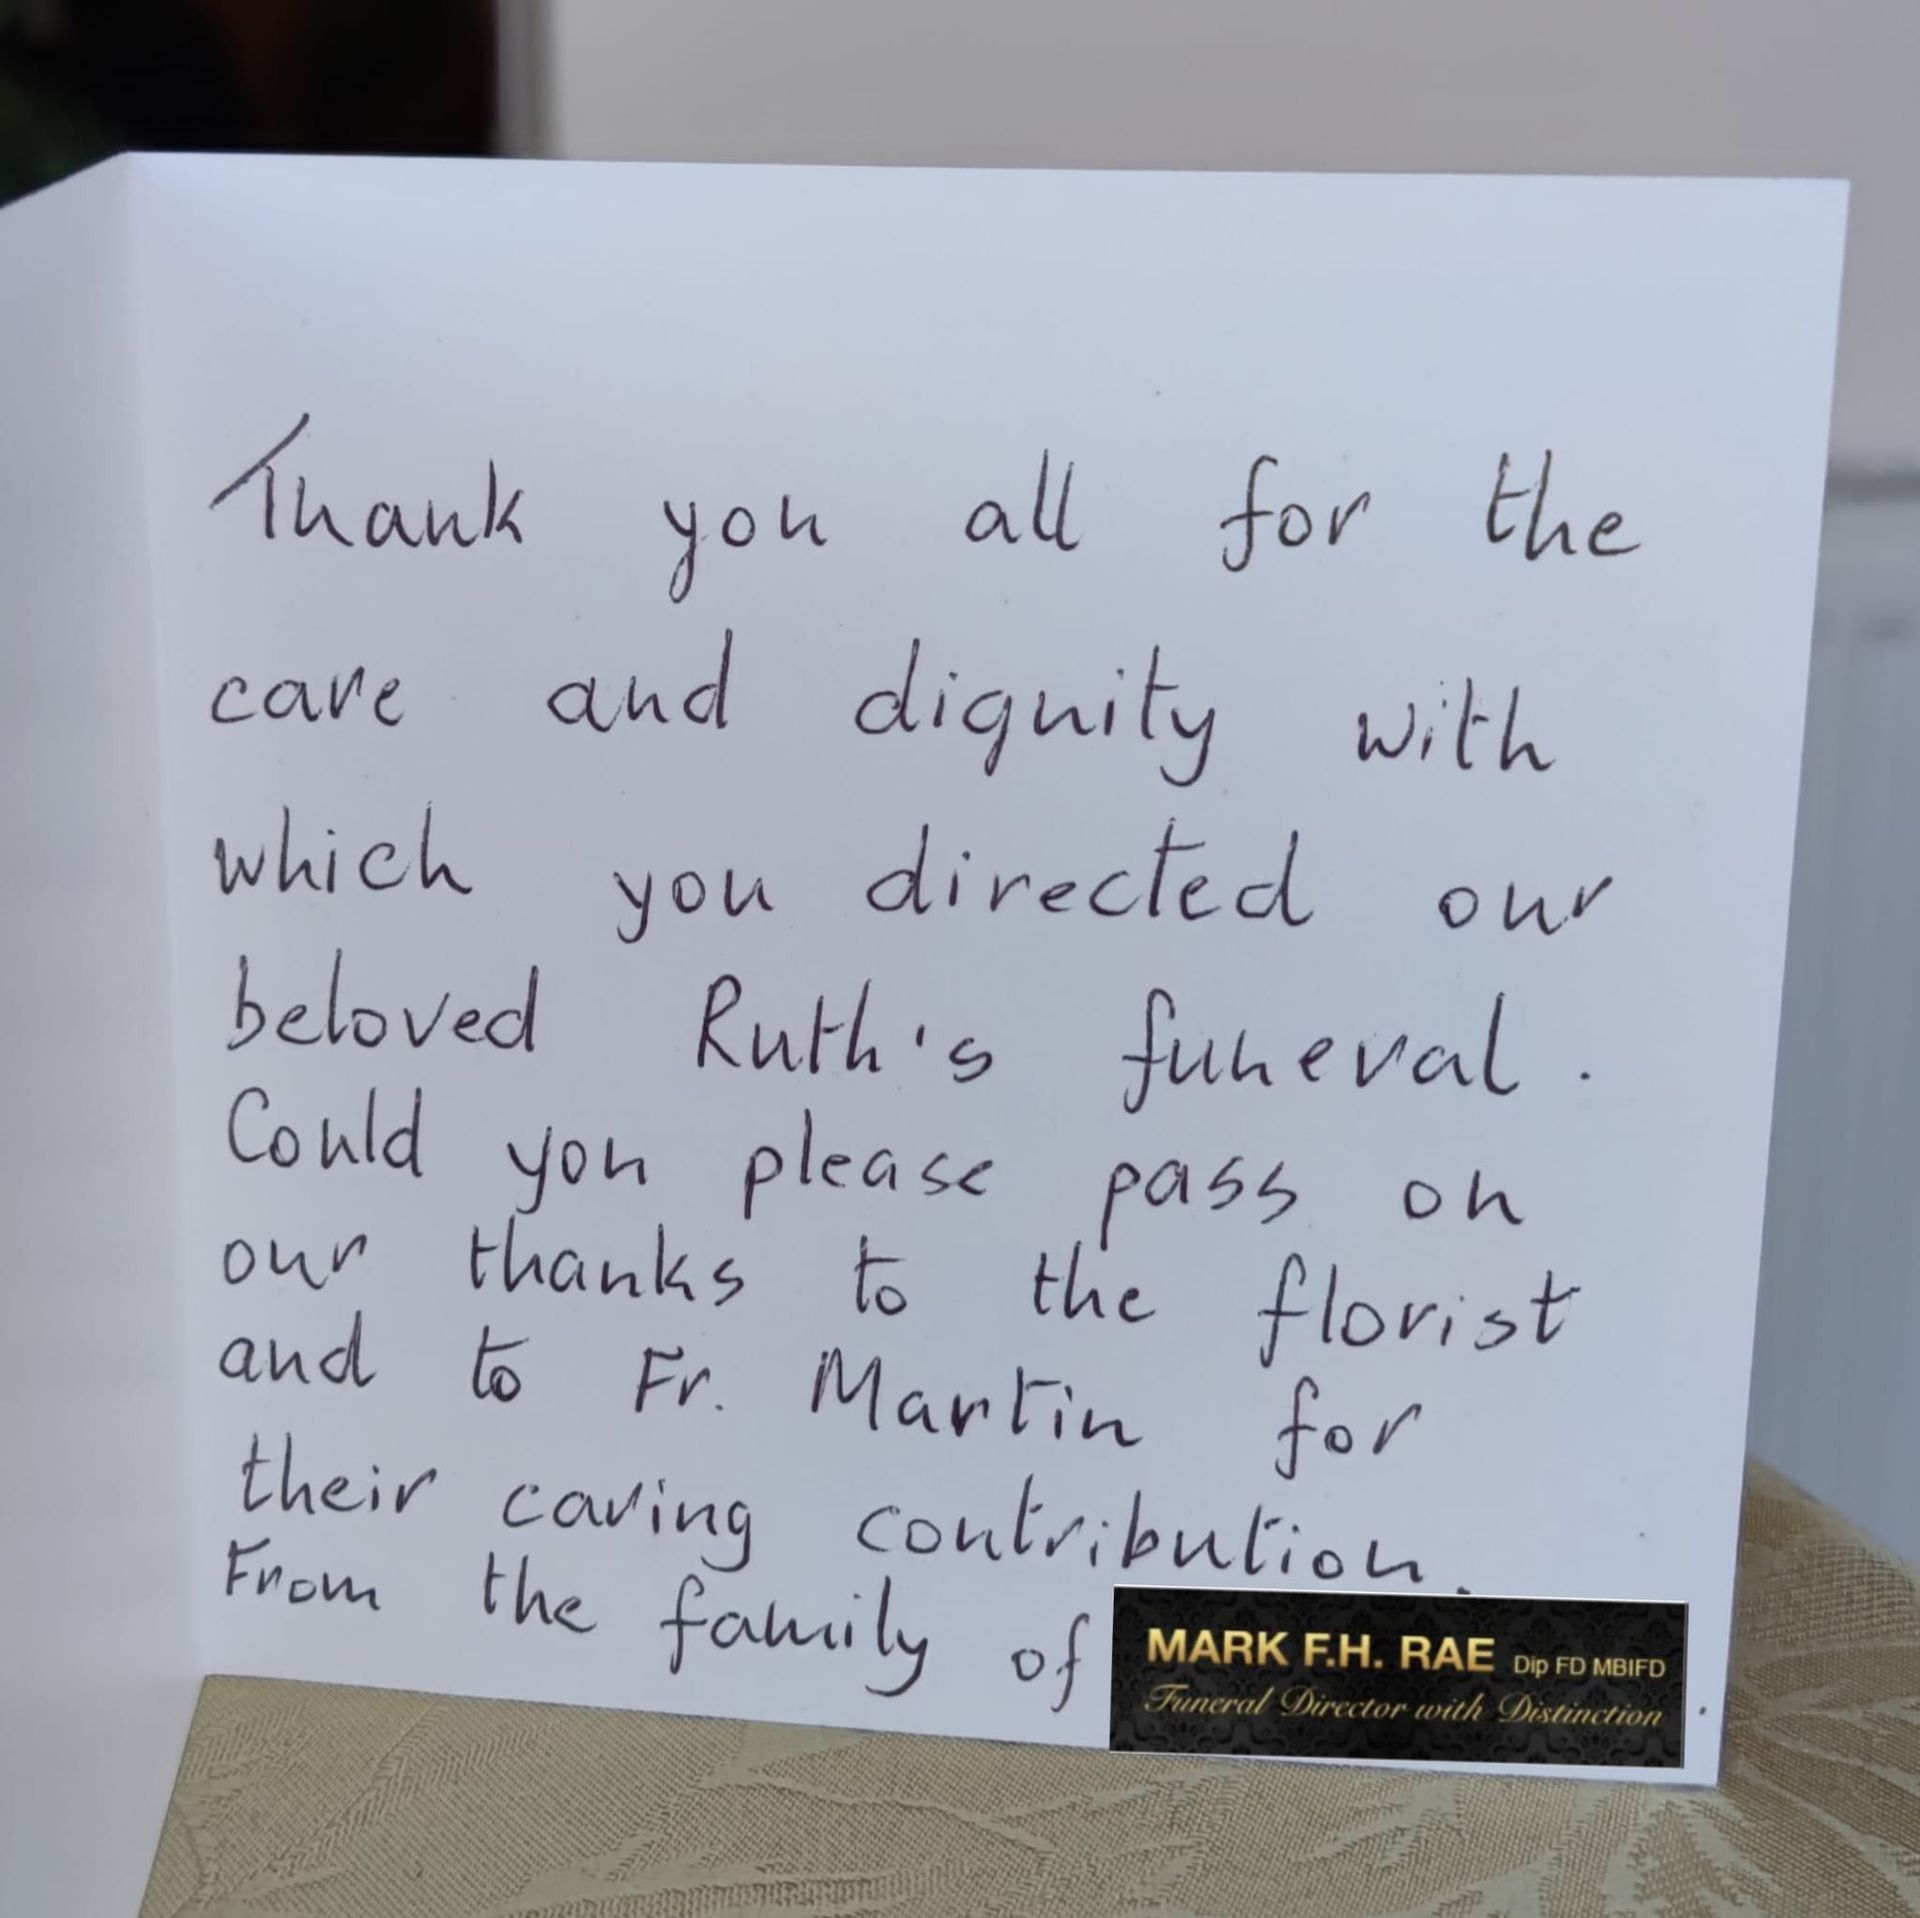 Thank you all for the
care and dignity with
which you directed our
beloved Ruth's funeral.
Could you please pass on
our thanks to the florist
and to Fr. Martin for
their caring contribution.
From the family of
MARK F.H. RAE Dip FD MBIFD
Funeral Director with Distinction